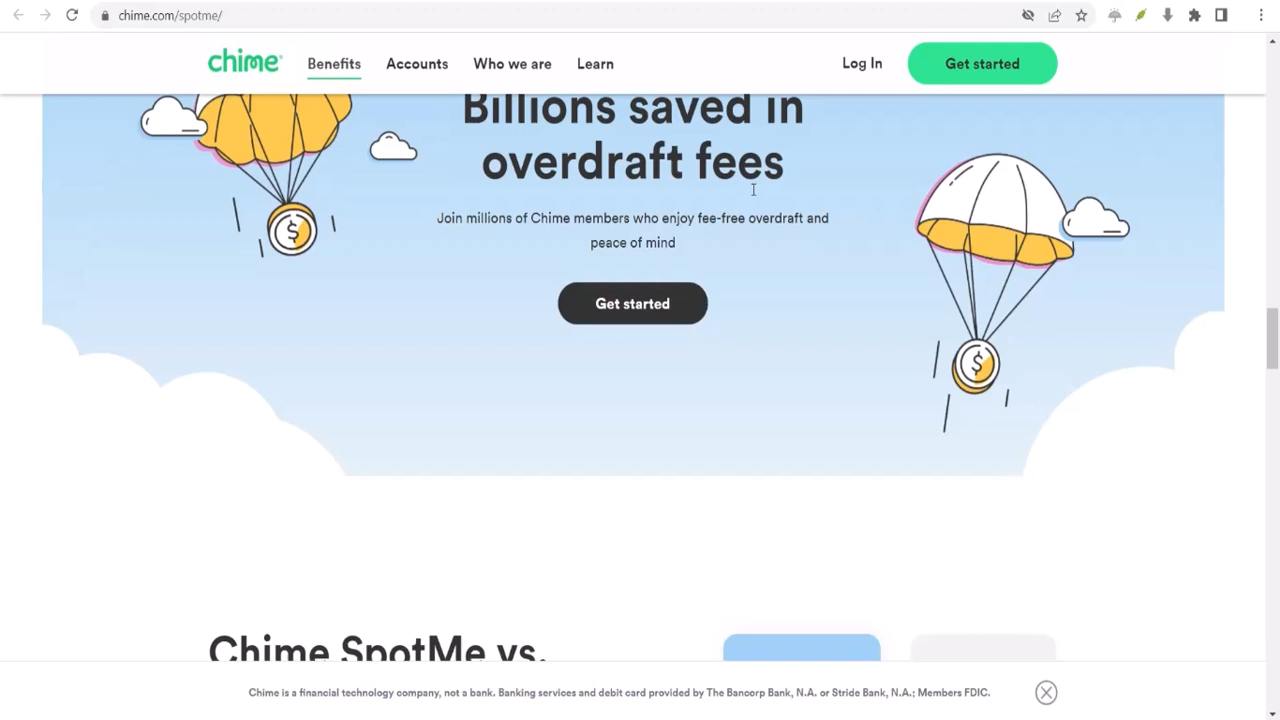 chime.com/spotme/
chime
Benefits
Accounts
Who we are
Learn
Log In
Get started
Billions saved in
overdraft fees
Join millions of Chime members who enjoy fee-free overdraft and
peace of mind
Get started
$
$
Chime SpotMe vs.
Chime is a financial technology company, not a bank. Banking services and debit card provided by The Bancorp Bank, N.A. or Stride Bank, N.A.; Members FDIC.